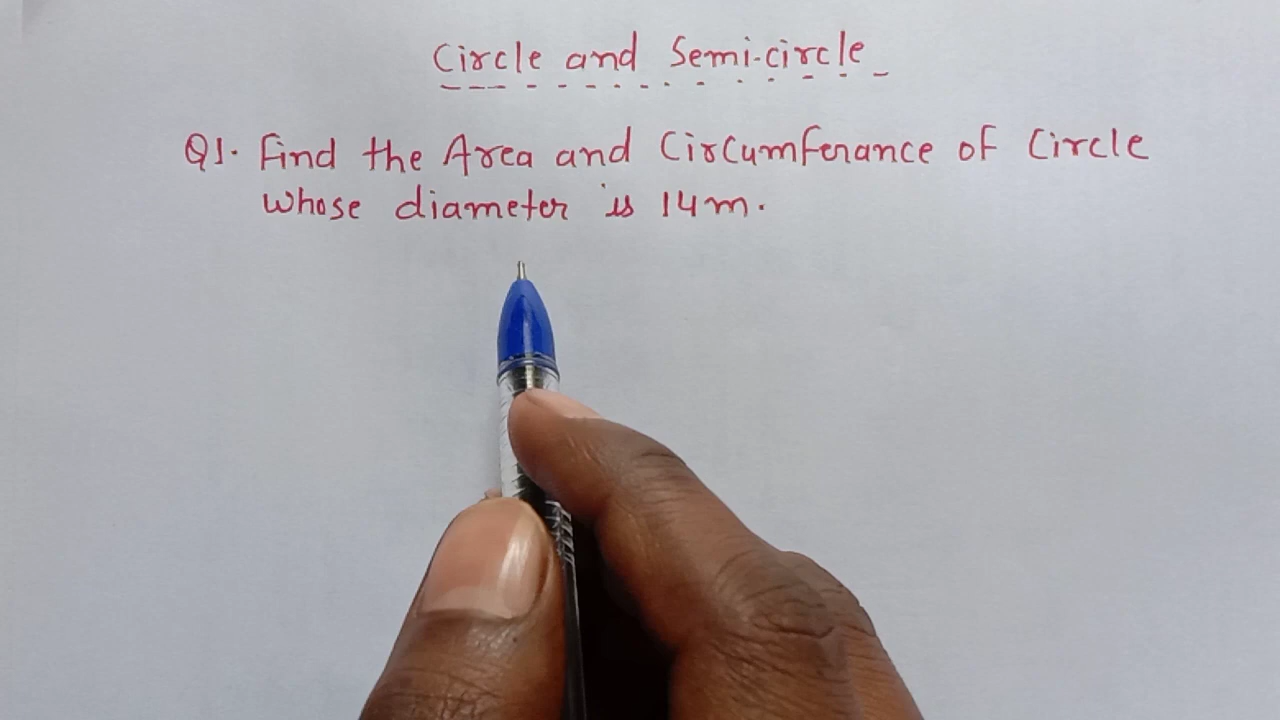 Circle and Semi-circle
Q1. Find the Area and Circumferance of Circle
whose diameter is 14m.